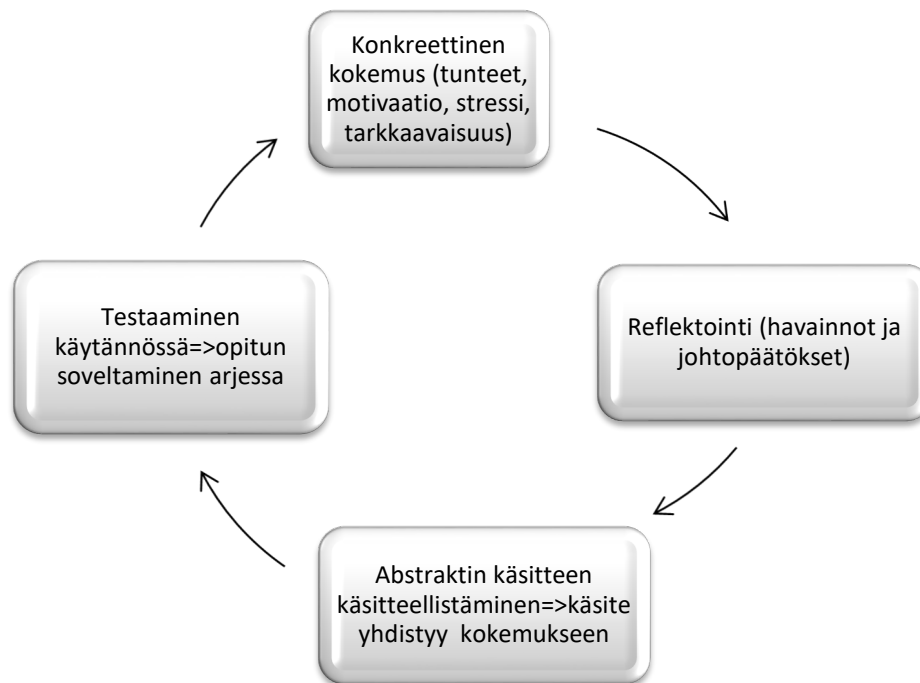 Konkreettinen
kokemus (tunteet,
motivaatio, stressi,
tarkkaavaisuus)
Reflektointi (havainnot ja
johtopäätökset)
Abstraktin käsitteen
käsitteellistäminen=>käsite
yhdistyy kokemukseen
Testaaminen
käytännössä=>opitun
soveltaminen arjessa